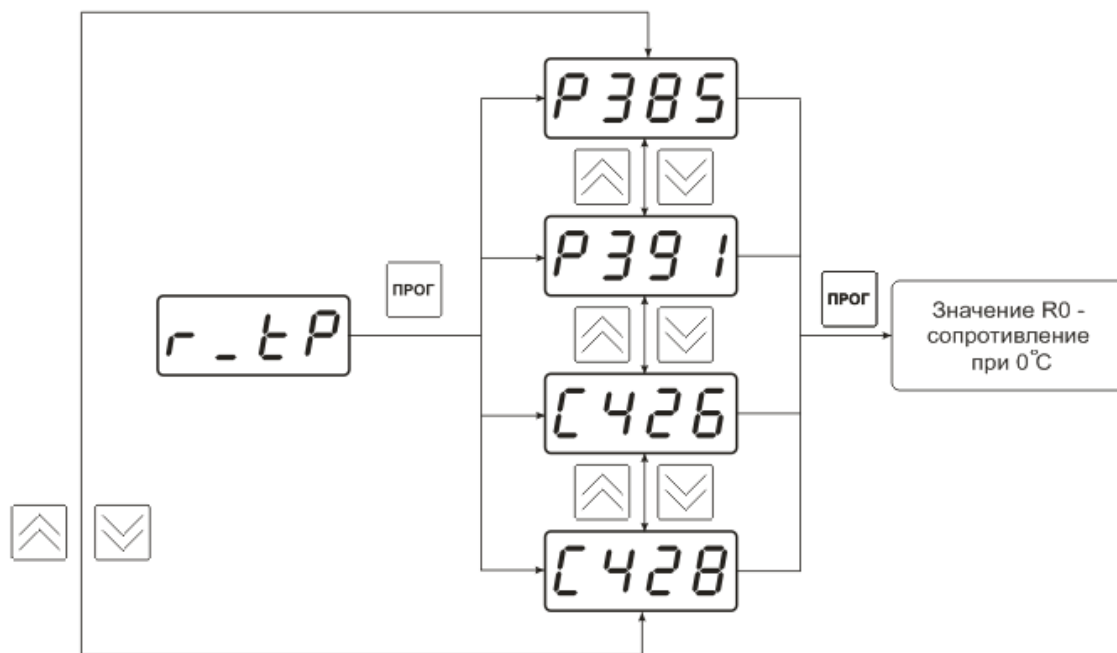 P385
P391
r_tP
ПРОГ
ПРОГ
Значение R0 -
сопротивление
при 0°C
C426
C428